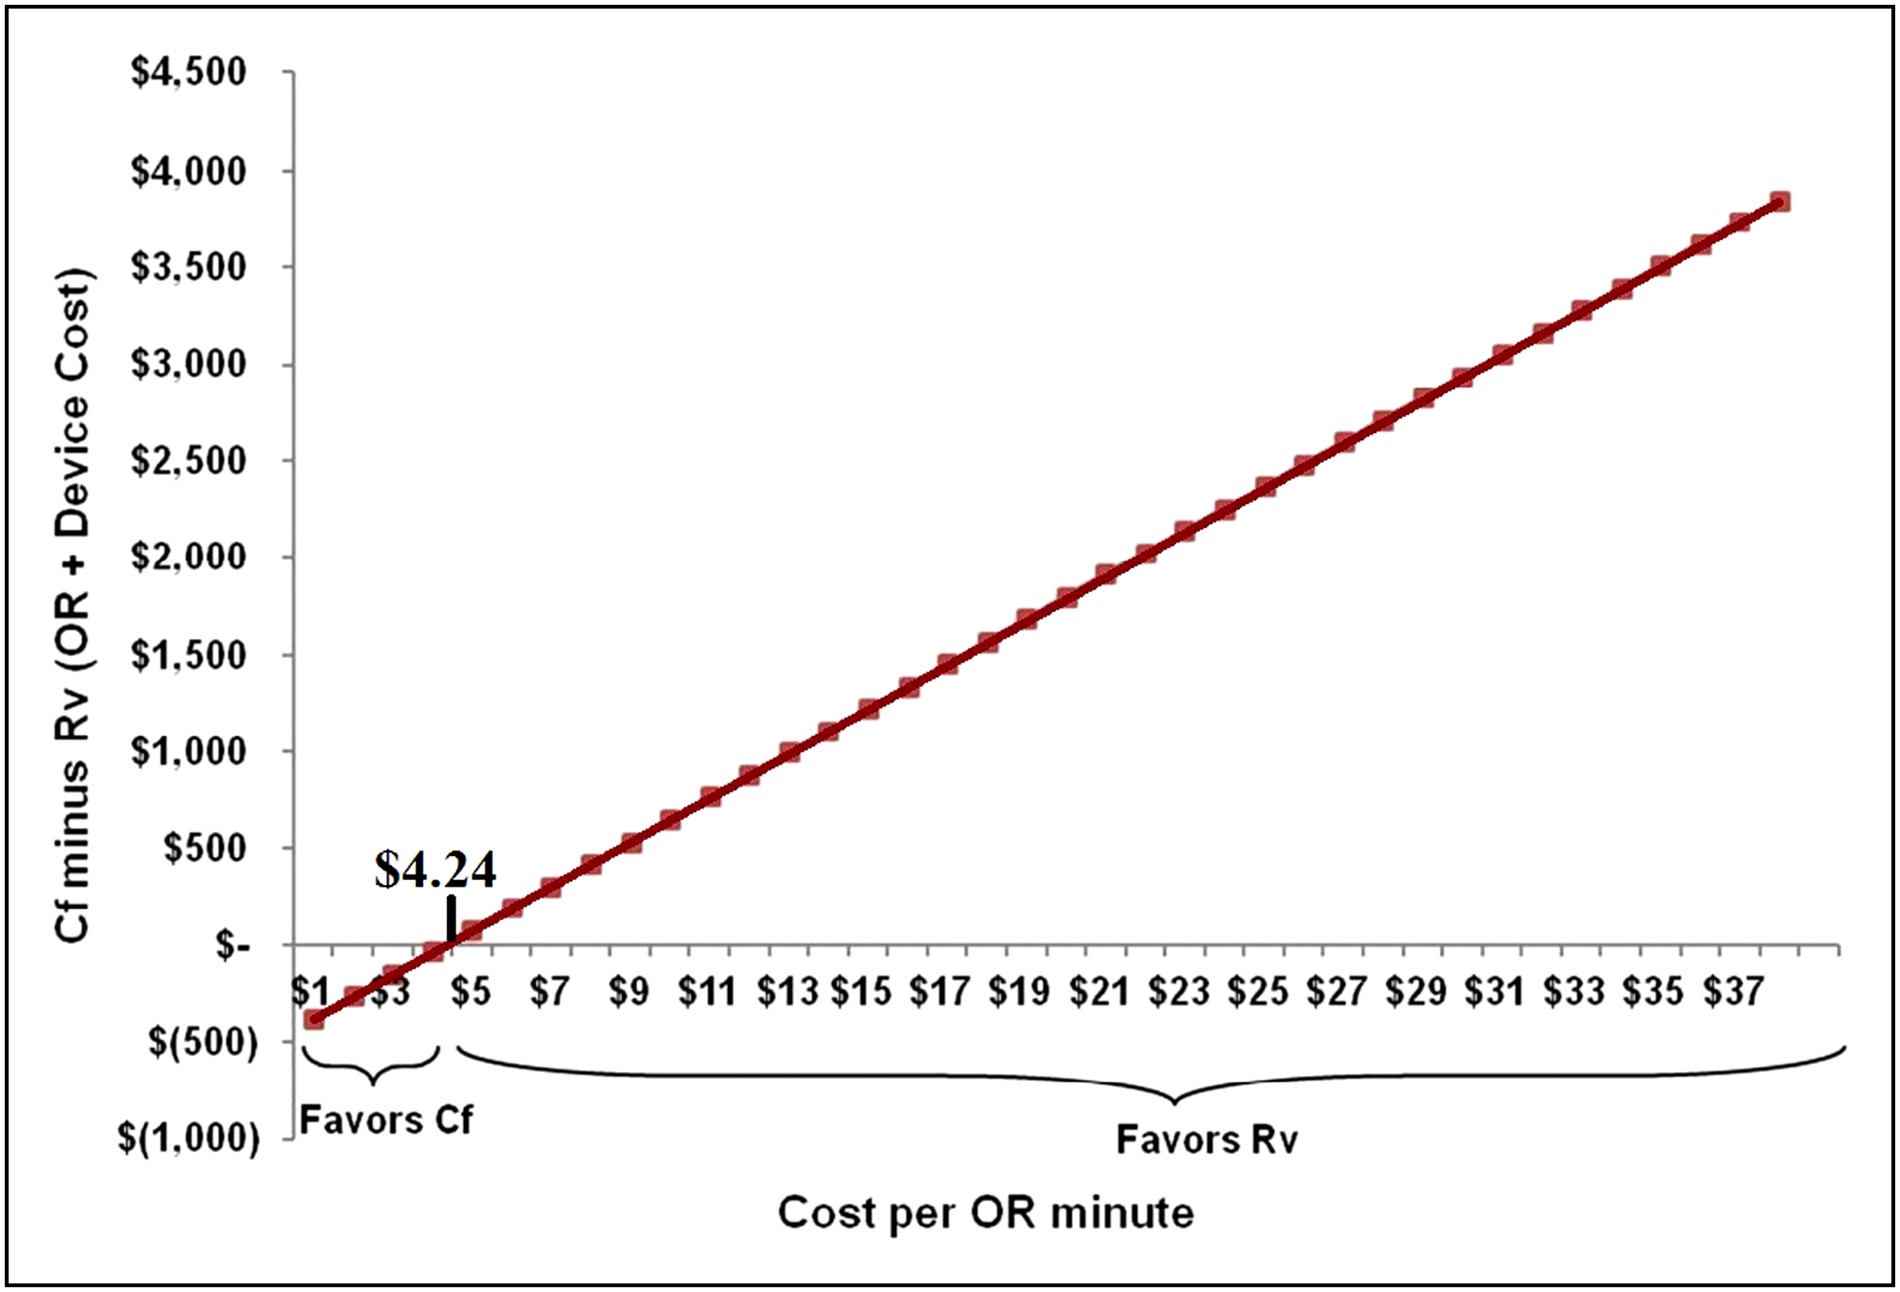 $4,500
$4,000
$3,500
$3,000
$2,500
$2,000
$1,500
$1,000
$500
$-
$(500)
$(1,000)
Cf minus Rv (OR + Device Cost)
$4.24
$1 $3 $5 $7 $9 $11 $13 $15 $17 $19 $21 $23 $25 $27 $29 $31 $33 $35 $37
Favors Cf
Favors Rv
Cost per OR minute